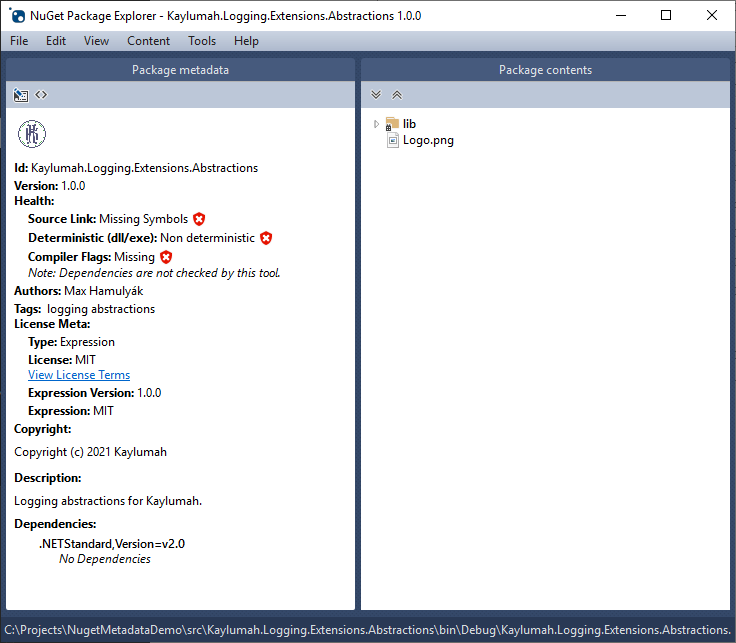 NuGet Package Explorer - Kaylumah.Logging.Extensions.Abstractions 1.0.0
File Edit View Content Tools Help
Package metadata
Id: Kaylumah.Logging.Extensions.Abstractions
Version: 1.0.0
Health:
Source Link: Missing Symbols
Deterministic (dll/exe): Non deterministic
Compiler Flags: Missing
Note: Dependencies are not checked by this tool.
Authors: Max Hamulyák
Tags: logging abstractions
License Meta:
Type: Expression
License: MIT
View License Terms
Expression Version: 1.0.0
Expression: MIT
Copyright:
Copyright (c) 2021 Kaylumah
Description:
Logging abstractions for Kaylumah.
Dependencies:
.NETStandard,Version=v2.0
No Dependencies
Package contents
lib
Logo.png
C:\Projects\NugetMetadataDemo\src\Kaylumah.Logging.Extensions.Abstractions\bin\Debug\Kaylumah.Logging.Extensions.Abstractions.